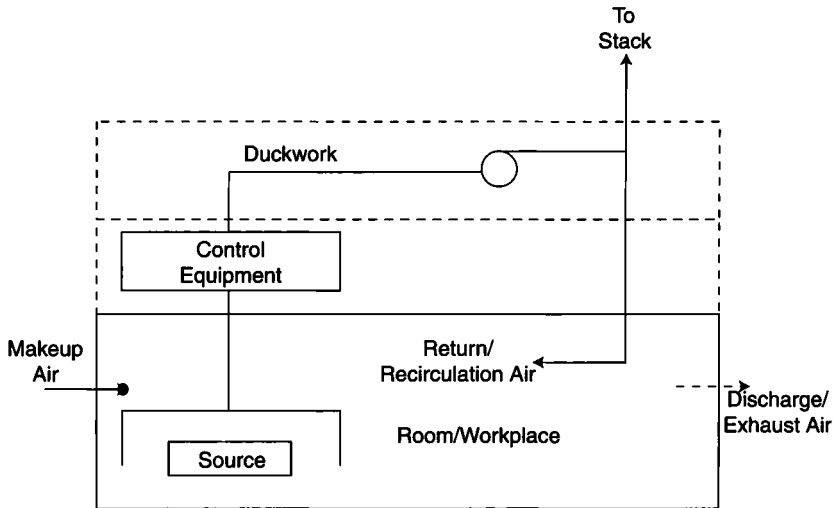 To
Stack
Duckwork
Control
Equipment
Makeup
Air
Return/
Recirculation Air
Discharge/
Exhaust Air
Room/Workplace
Source